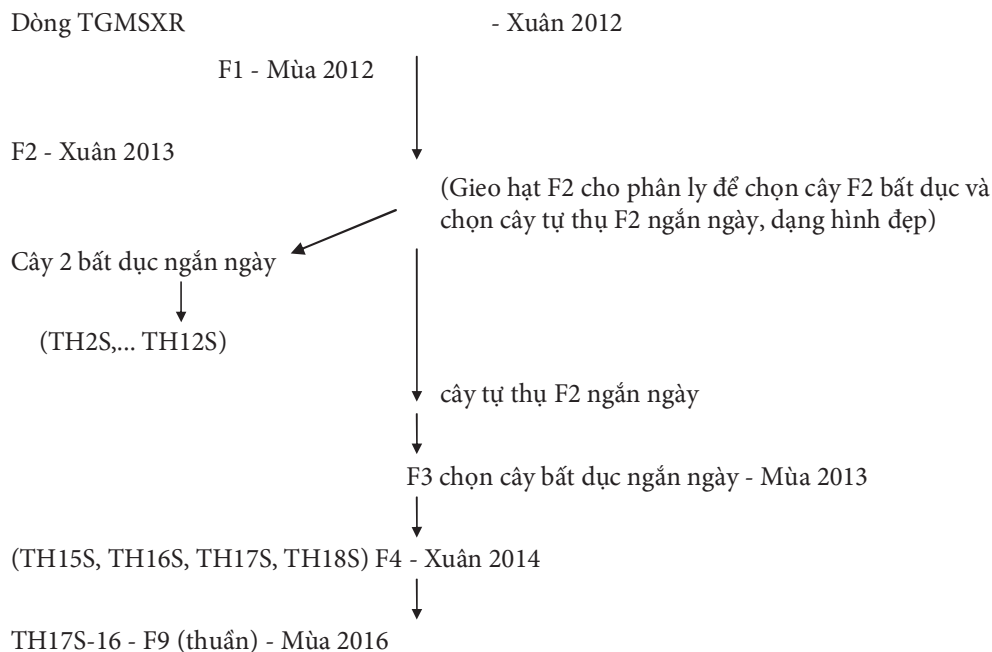 Dòng TGMSXR - Xuân 2012
F1 - Mùa 2012
F2 - Xuân 2013
(Gieo hạt F2 cho phân ly để chọn cây F2 bất dục và
chọn cây tự thụ F2 ngắn ngày, dạng hình đẹp)
Cây 2 bất dục ngắn ngày
(TH2S,... TH12S)
cây tự thụ F2 ngắn ngày
F3 chọn cây bất dục ngắn ngày - Mùa 2013
(TH15S, TH16S, TH17S, TH18S) F4 - Xuân 2014
TH17S-16 - F9 (thuần) - Mùa 2016